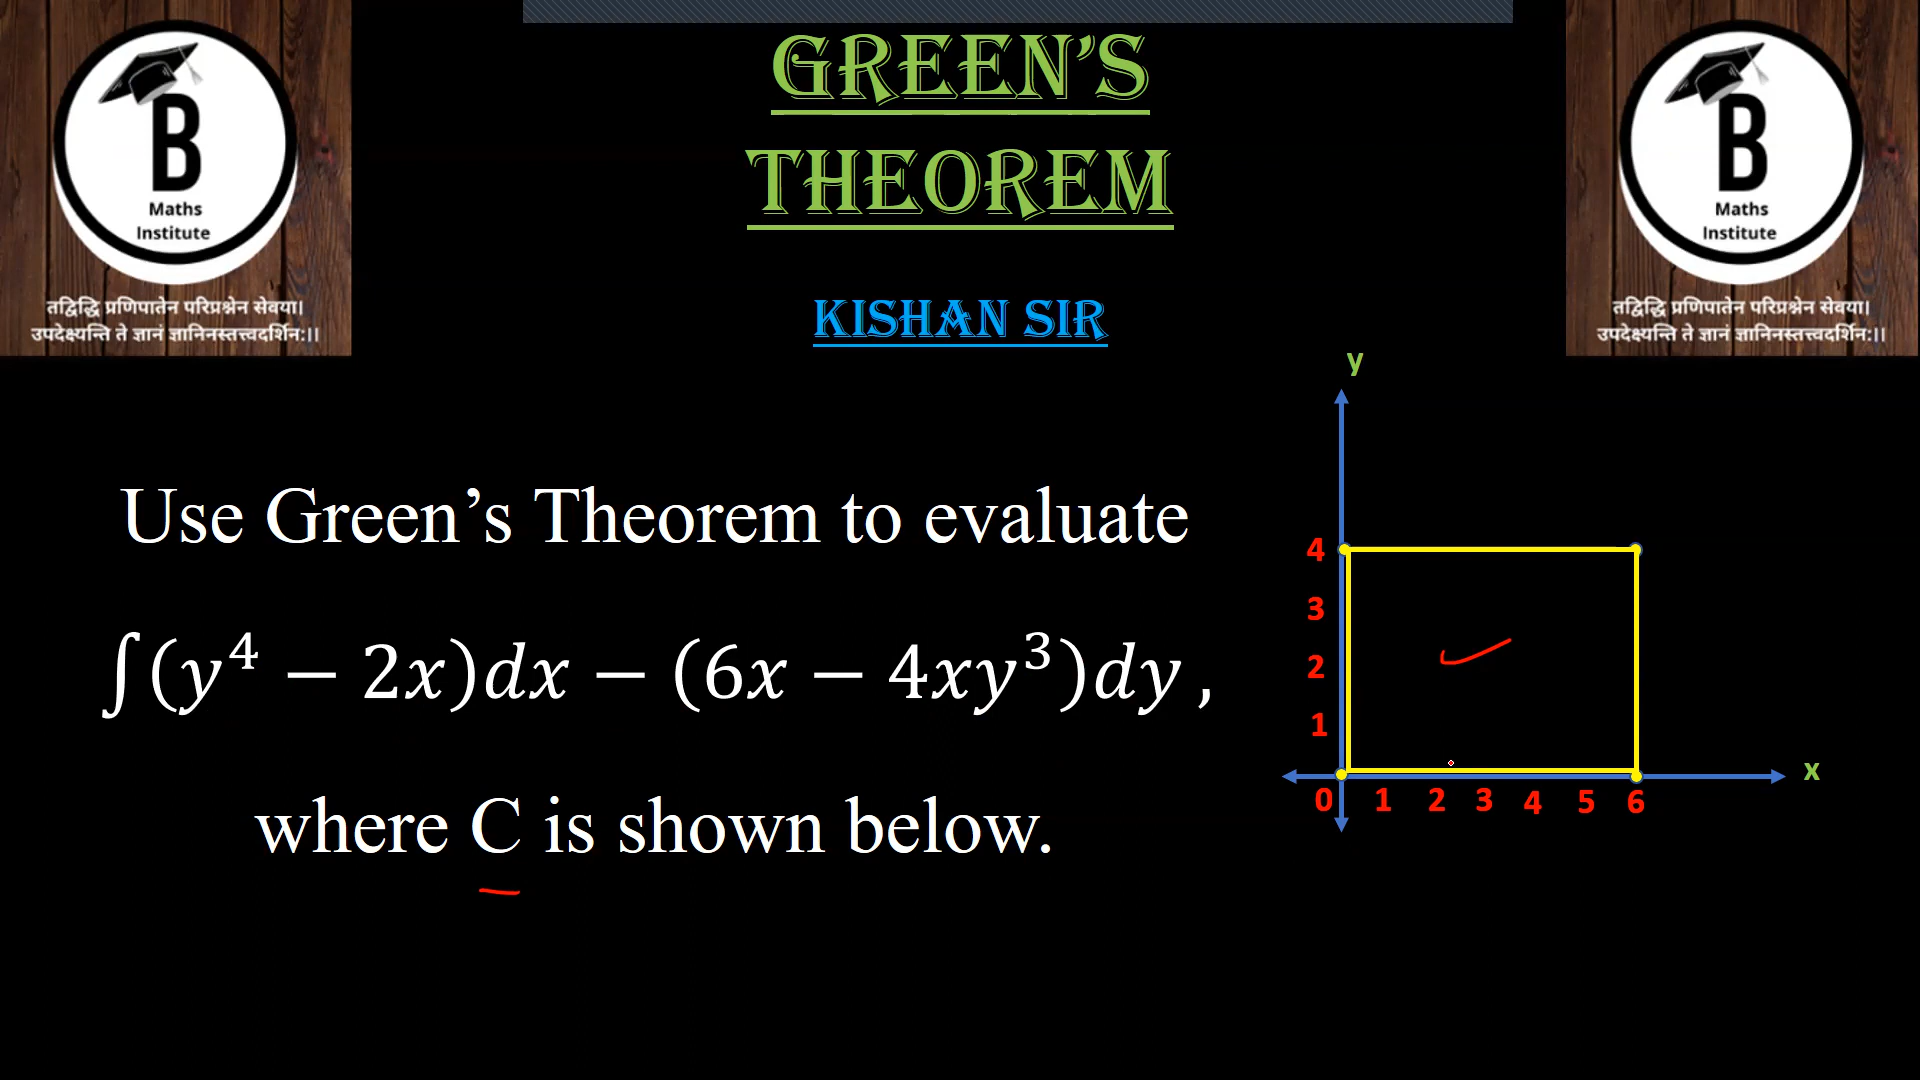 GREEN'S
THEOREM
KISHAN SIR
B
Maths
Institute
तद्विद्धि प्रणिपातेन परिप्रश्नेन सेवया।
उपदेक्ष्यन्ति ते ज्ञानं ज्ञानिनस्तत्त्वदर्शिन:।।
B
Maths
Institute
तद्विद्धि प्रणिपातेन परिप्रश्नेन सेवया।
उपदेक्ष्यन्ति ते ज्ञानं ज्ञानिनस्तत्त्वदर्शिन:।।
Use Green's Theorem to evaluate
∫(y⁴ − 2x)dx − (6x − 4xy³)dy ,
where C is shown below.
y
4
3
2
1
x
0 1 2 3 4 5 6